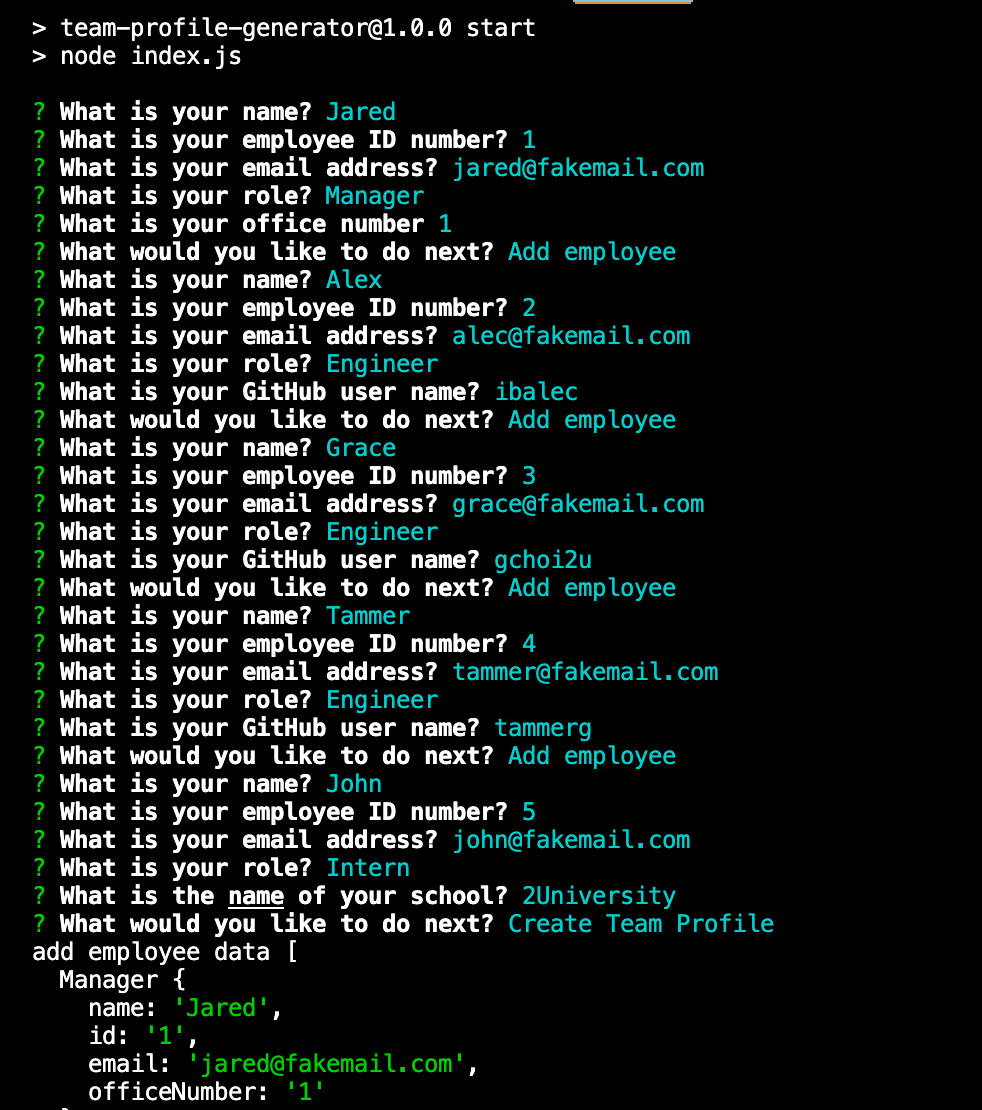 > team-profile-generator@1.0.0 start
> node index.js
? What is your name? Jared
? What is your employee ID number? 1
? What is your email address? jared@fakemail.com
? What is your role? Manager
? What is your office number 1
? What would you like to do next? Add employee
? What is your name? Alex
? What is your employee ID number? 2
? What is your email address? alec@fakemail.com
? What is your role? Engineer
? What is your GitHub user name? ibalec
? What would you like to do next? Add employee
? What is your name? Grace
? What is your employee ID number? 3
? What is your email address? grace@fakemail.com
? What is your role? Engineer
? What is your GitHub user name? gchoi2u
? What would you like to do next? Add employee
? What is your name? Tammer
? What is your employee ID number? 4
? What is your email address? tammer@fakemail.com
? What is your role? Engineer
? What is your GitHub user name? tammerg
? What would you like to do next? Add employee
? What is your name? John
? What is your employee ID number? 5
? What is your email address? john@fakemail.com
? What is your role? Intern
? What is the name of your school? 2University
? What would you like to do next? Create Team Profile
add employee data [
  Manager {
    name: 'Jared',
    id: '1',
    email: 'jared@fakemail.com',
    officeNumber: '1'